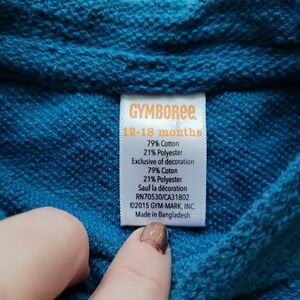 GYMBOREE
12-18 months
79% Cotton
21% Polyester
Exclusive of decoration
79% Coton
21% Polyester
Sauf la décoration
RN70530/CA31802
©2015 GYM-MARK, INC.
Made in Bangladesh